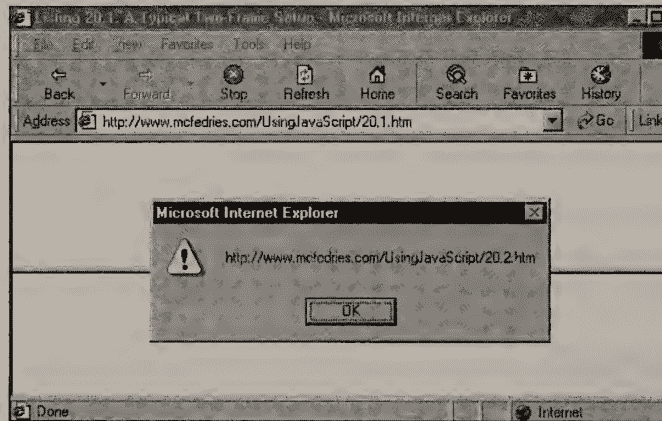 Listing 20.1. A Typical Two-Frame Setup - Microsoft Internet Explorer
File Edit View Favorites Tools Help
Back Forward Stop Refresh Home Search Favorites History
Address http://www.mcfedries.com/UsingJavaScript/20.1.htm Go Link
Microsoft Internet Explorer
http://www.mcfedries.com/UsingJavaScript/20.2.htm
OK
Done Internet